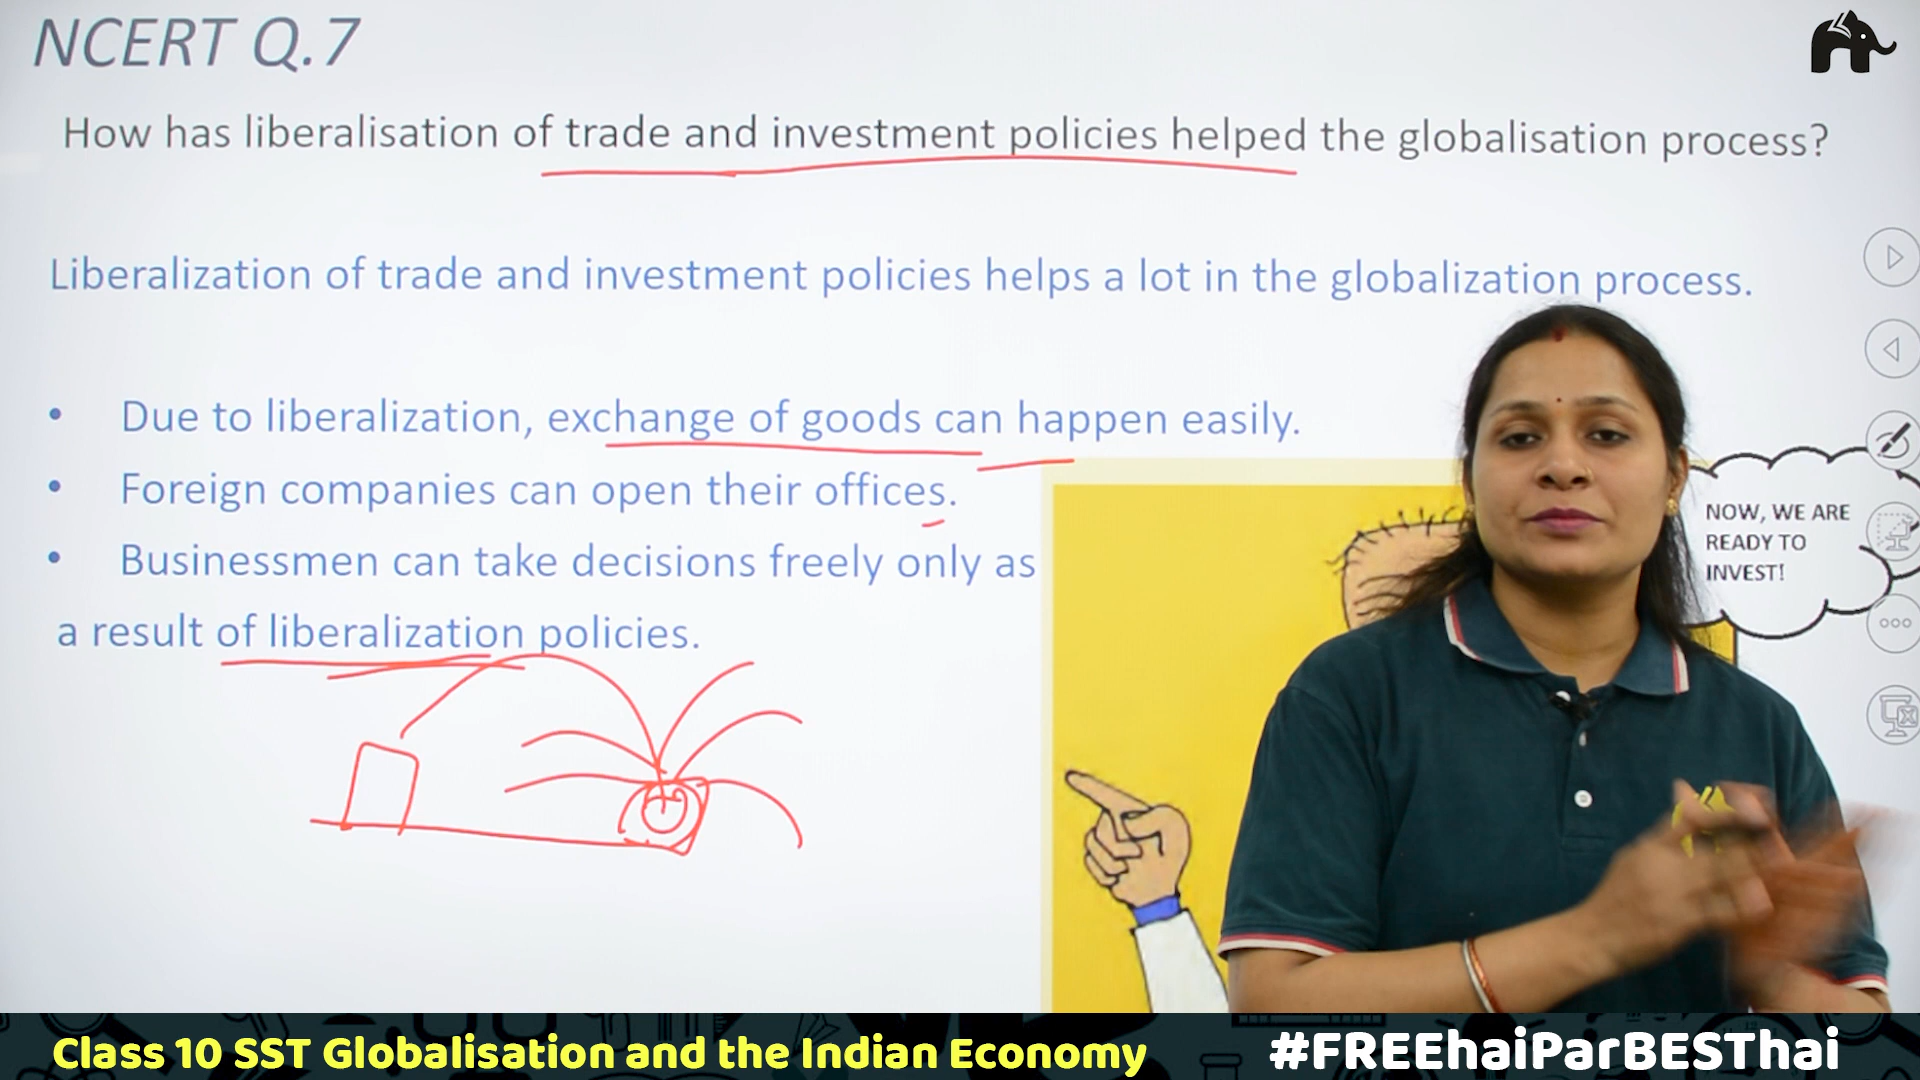 NCERT Q.7
How has liberalisation of trade and investment policies helped the globalisation process?
Liberalization of trade and investment policies helps a lot in the globalization process.
• Due to liberalization, exchange of goods can happen easily.
• Foreign companies can open their offices.
• Businessmen can take decisions freely only as
a result of liberalization policies.
NOW, WE ARE
READY TO
INVEST!
Class 10 SST Globalisation and the Indian Economy
#FREEhaiParBESThai